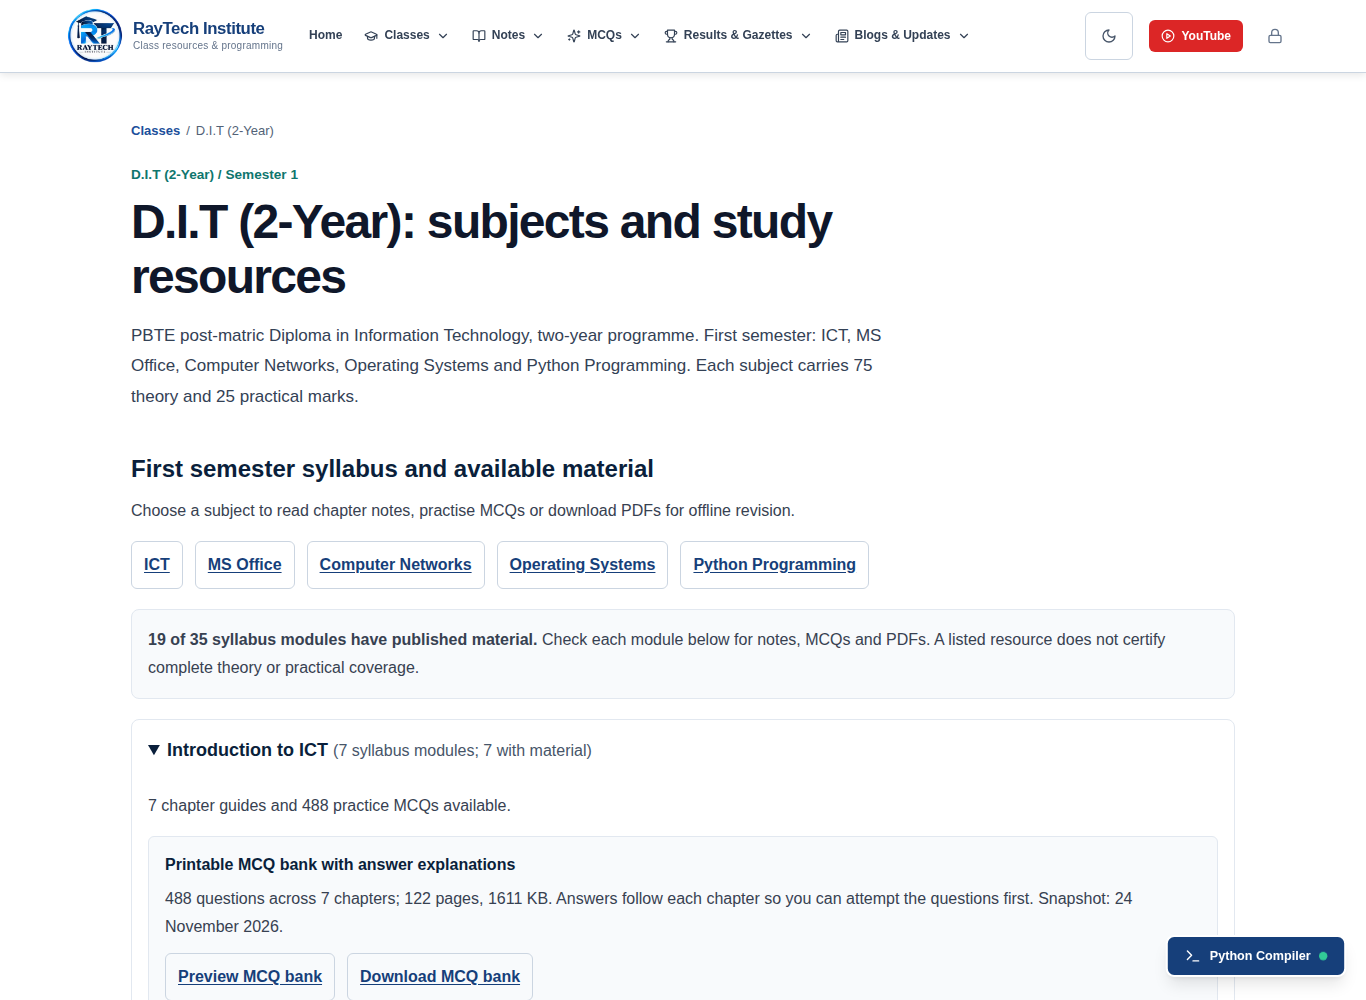 RAYTECH
RayTech Institute
Class resources & programming
Home
Classes
Notes
MCQs
Results & Gazettes
Blogs & Updates
YouTube
Classes / D.I.T (2-Year)
D.I.T (2-Year) / Semester 1
D.I.T (2-Year): subjects and study
resources
PBTE post-matric Diploma in Information Technology, two-year programme. First semester: ICT, MS
Office, Computer Networks, Operating Systems and Python Programming. Each subject carries 75
theory and 25 practical marks.
First semester syllabus and available material
Choose a subject to read chapter notes, practise MCQs or download PDFs for offline revision.
ICT
MS Office
Computer Networks
Operating Systems
Python Programming
19 of 35 syllabus modules have published material. Check each module below for notes, MCQs and PDFs. A listed resource does not certify
complete theory or practical coverage.
Introduction to ICT (7 syllabus modules; 7 with material)
7 chapter guides and 488 practice MCQs available.
Printable MCQ bank with answer explanations
488 questions across 7 chapters; 122 pages, 1611 KB. Answers follow each chapter so you can attempt the questions first. Snapshot: 24
November 2026.
Preview MCQ bank
Download MCQ bank
Python Compiler